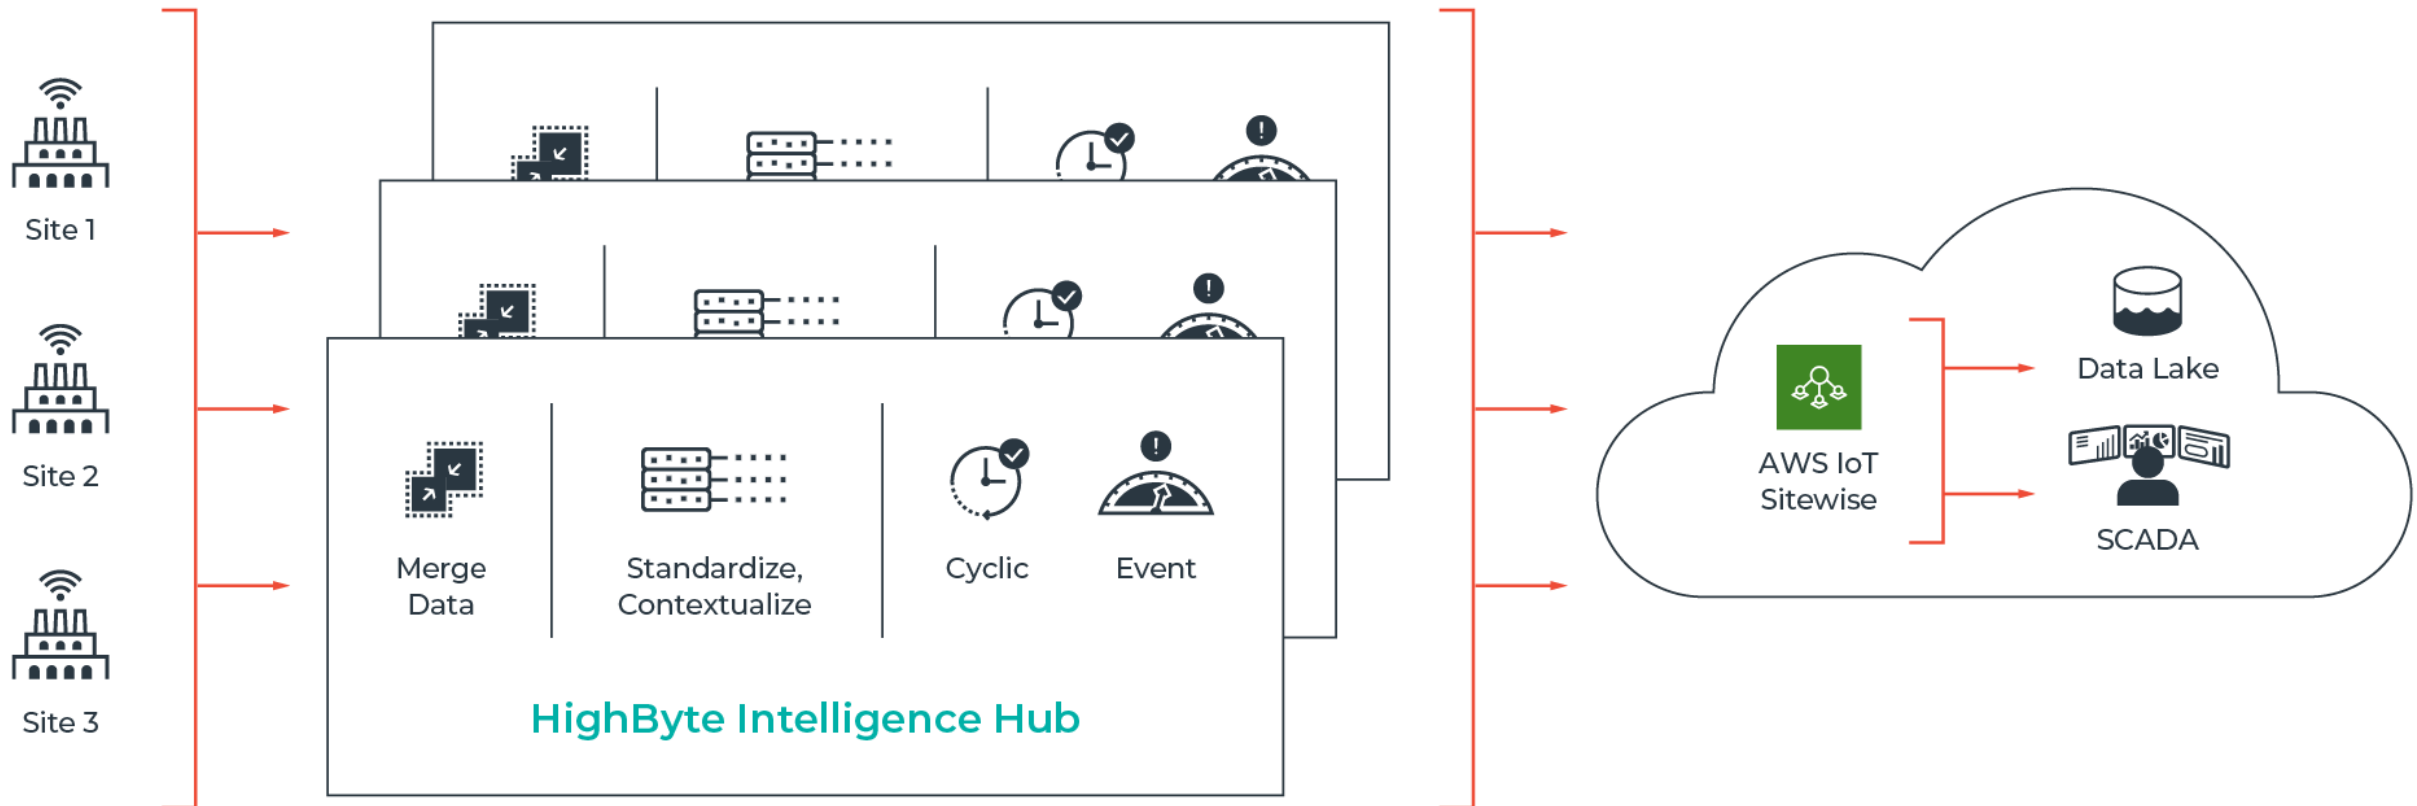 Site 1
Site 2
Site 3
Merge
Data
Standardize,
Contextualize
Cyclic
Event
HighByte Intelligence Hub
AWS IoT
Sitewise
Data Lake
SCADA